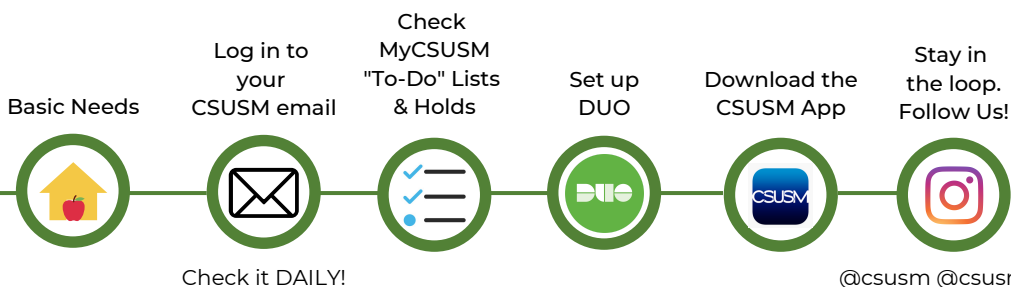 Basic Needs
Log in to
your
CSUSM email
Check
MyCSUSM
"To-Do" Lists
& Holds
Set up
DUO
Download the
CSUSM App
Stay in
the loop.
Follow Us!
DUO
CSUSM
Check it DAILY!
@csusm